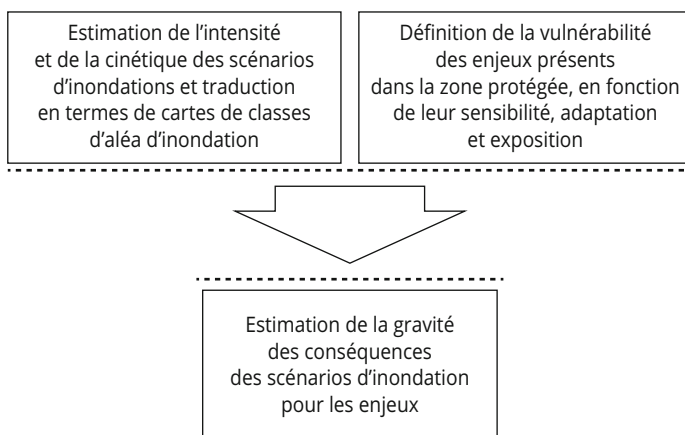 Estimation de l'intensité
et de la cinétique des scénarios
d'inondations et traduction
en termes de cartes de classes
d'aléa d'inondation
Définition de la vulnérabilité
des enjeux présents
dans la zone protégée, en fonction
de leur sensibilité, adaptation
et exposition
Estimation de la gravité
des conséquences
des scénarios d'inondation
pour les enjeux